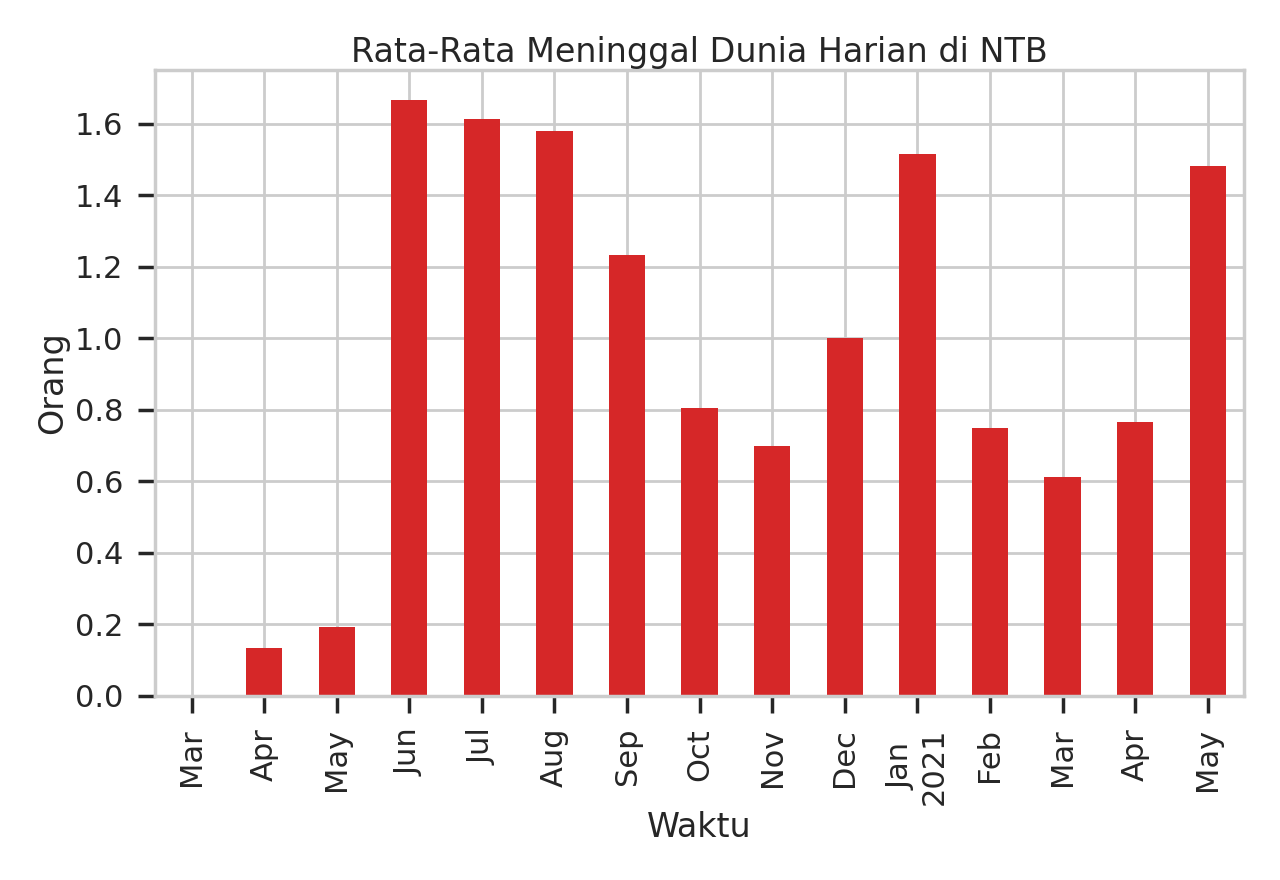 Rata-Rata Meninggal Dunia Harian di NTB
Orang
1.6
1.4
1.2
1.0
0.8
0.6
0.4
0.2
0.0
Mar
Apr
May
Jun
Jul
Aug
Sep
Oct
Nov
Dec
Jan
2021
Feb
Mar
Apr
May
Waktu